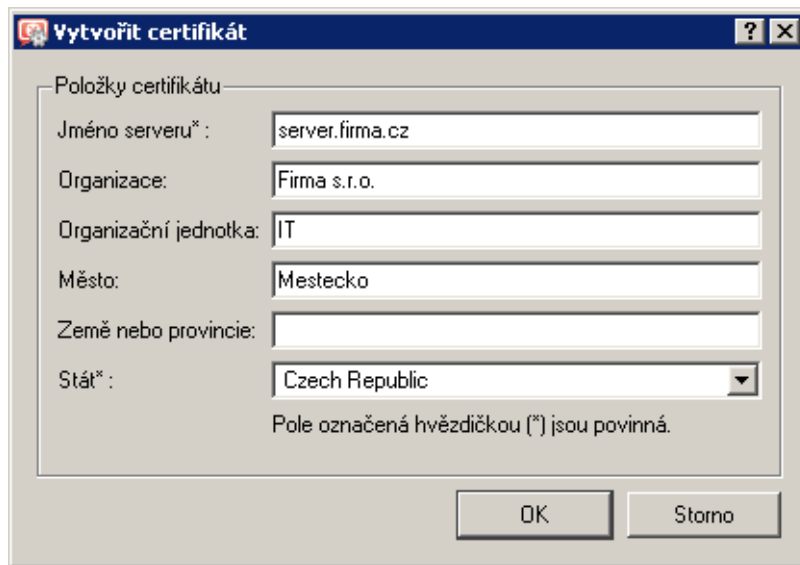 Vytvořit certifikát
Položky certifikátu
Jméno serveru* : server.firma.cz
Organizace: Firma s.r.o.
Organizační jednotka: IT
Město: Mestecko
Země nebo provincie:
Stát* : Czech Republic
Pole označená hvězdičkou (*) jsou povinná.
OK Storno